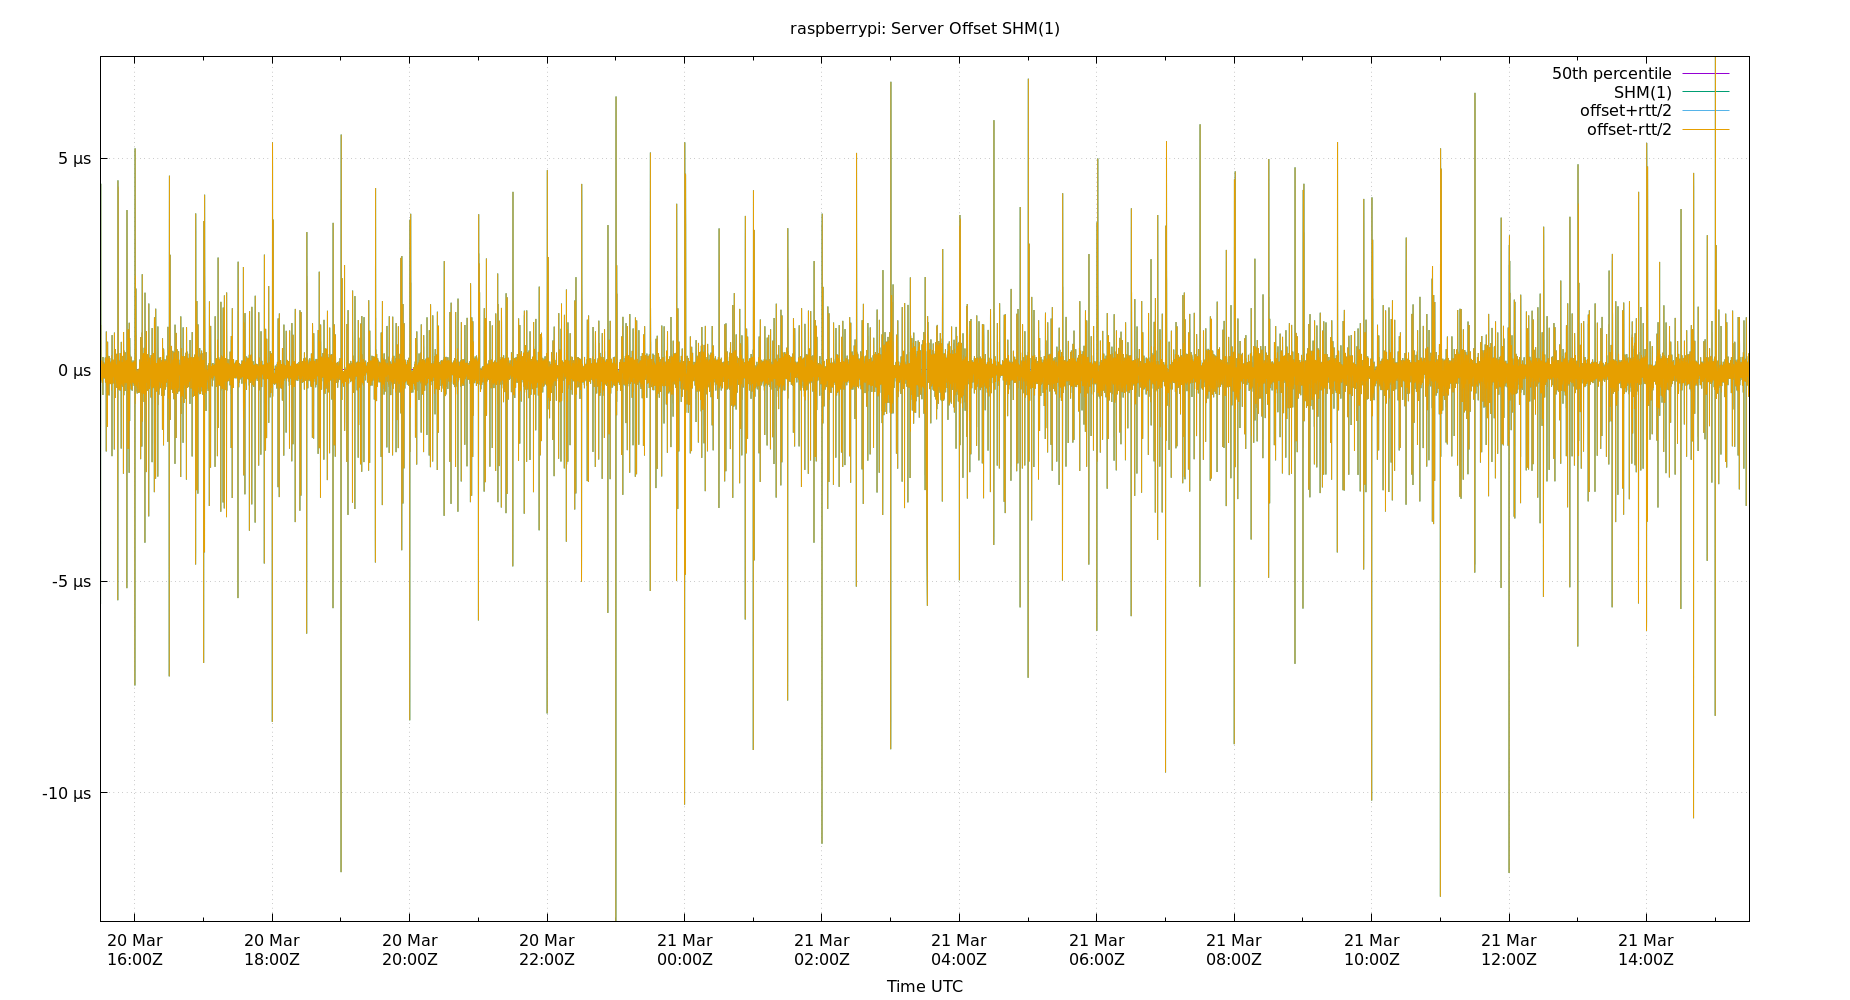 raspberrypi: Server Offset SHM(1)
50th percentile
SHM(1)
offset+rtt/2
offset-rtt/2
5 µs
0 µs
-5 µs
-10 µs
20 Mar 20 Mar 20 Mar 20 Mar 21 Mar 21 Mar 21 Mar 21 Mar 21 Mar 21 Mar 21 Mar 21 Mar
16:00Z 18:00Z 20:00Z 22:00Z 00:00Z 02:00Z 04:00Z 06:00Z 08:00Z 10:00Z 12:00Z 14:00Z
Time UTC